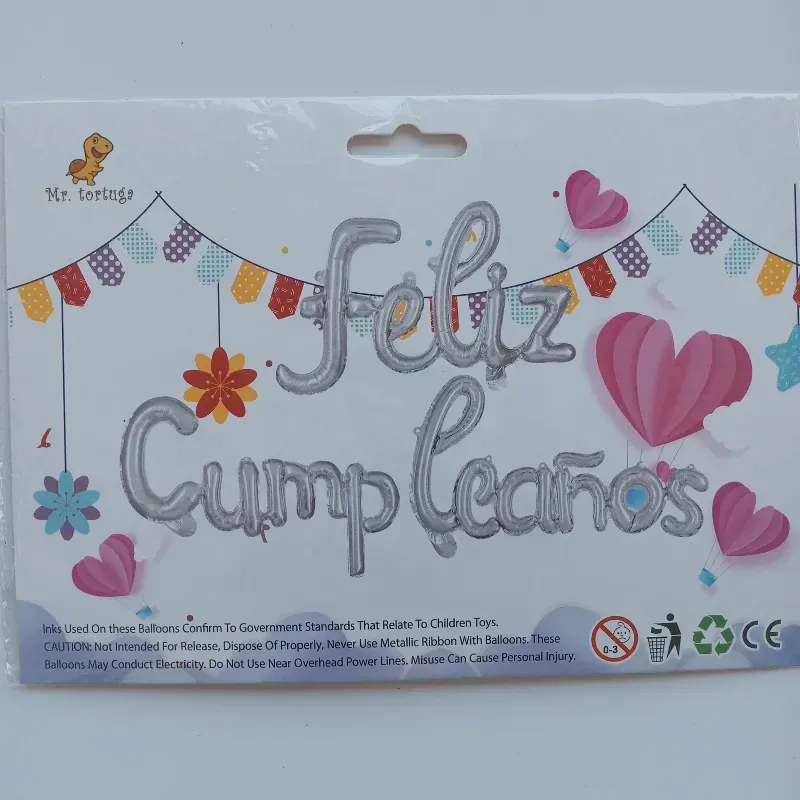 Mr. tortuga
Feliz
Cumpleaños
Inks Used On these Balloons Confirm To Government Standards That Relate To Children Toys.
CAUTION: Not Intended For Release, Dispose Of Properly, Never Use Metallic Ribbon With Balloons. These
Balloons May Conduct Electricity. Do Not Use Near Overhead Power Lines. Misuse Can Cause Personal Injury.
0-3
CE